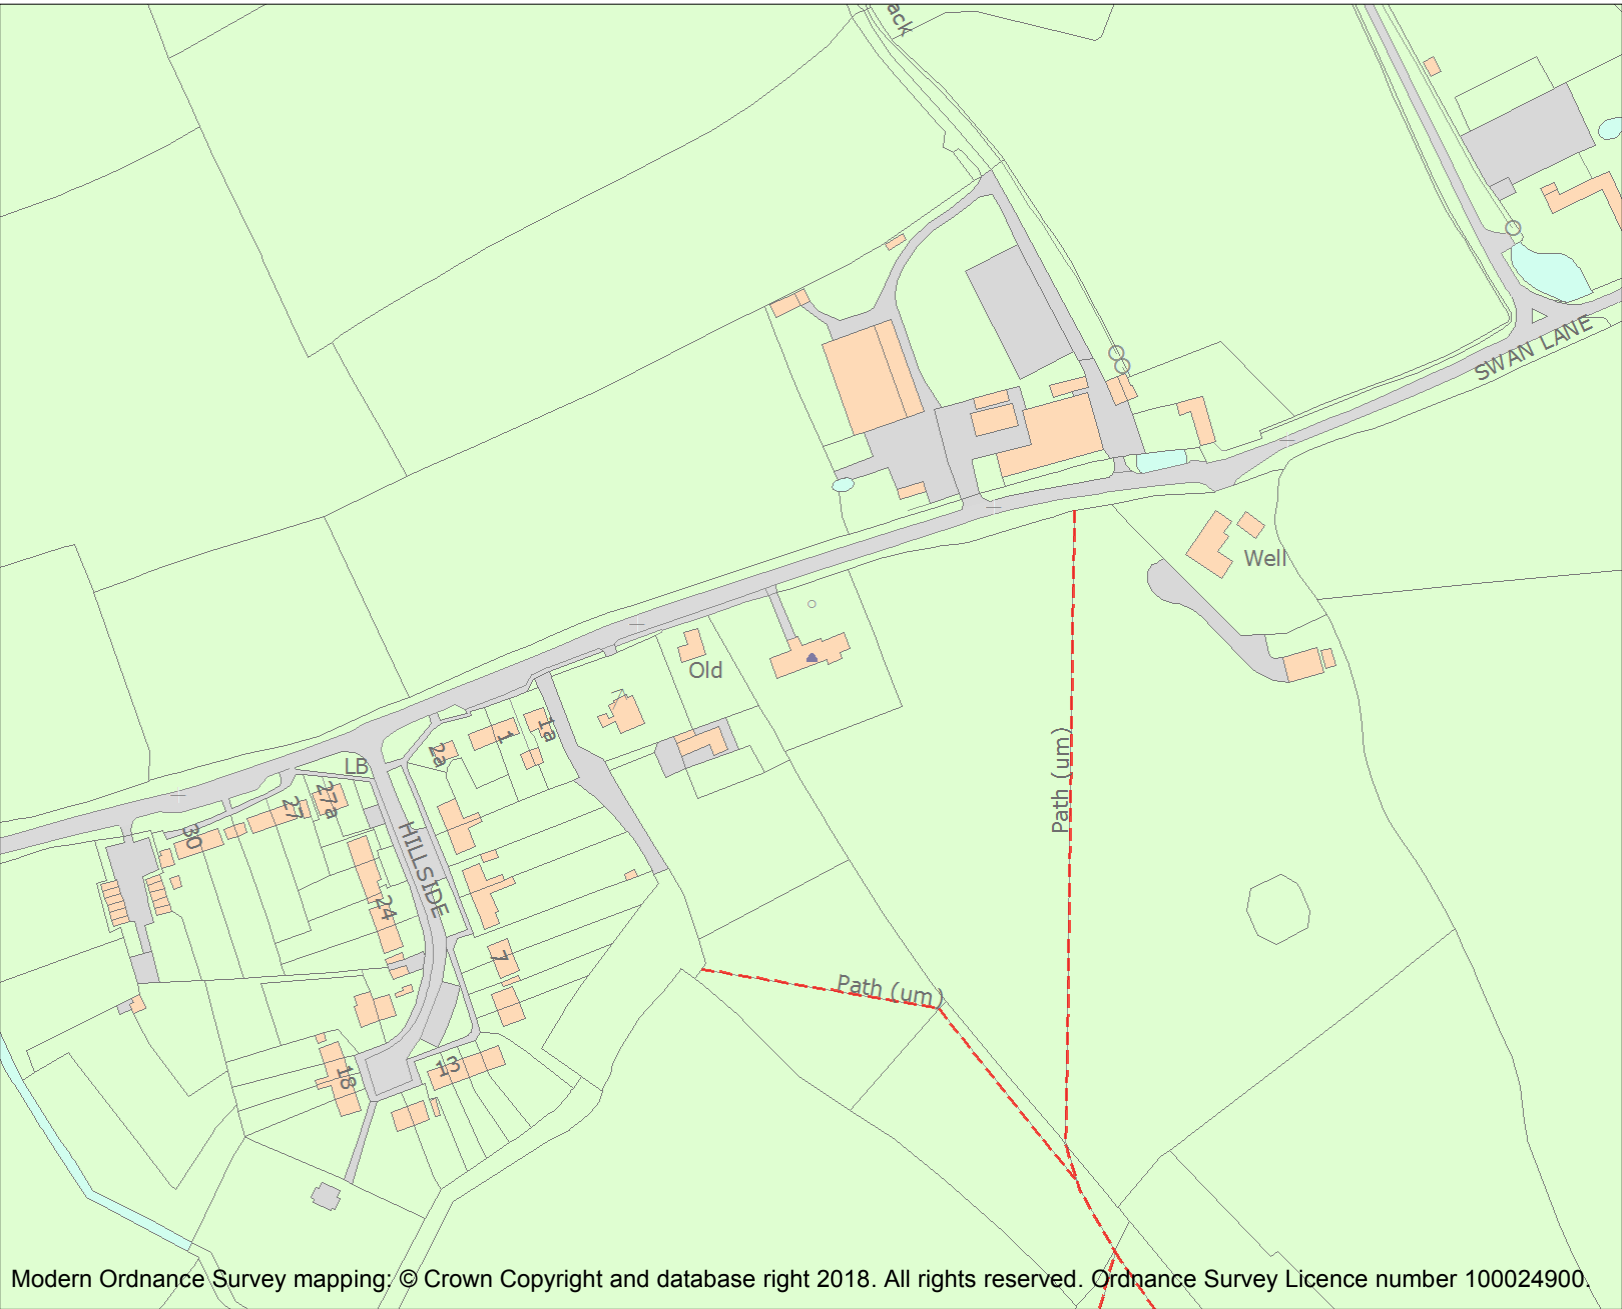 ack
SWAN LANE
Well
Old
Path (um)
1a
1
2a
LB
27a
27
30
HILLSIDE
24
7
Path (um)
13
18
Modern Ordnance Survey mapping: © Crown Copyright and database right 2018. All rights reserved. Ordnance Survey Licence number 100024900.